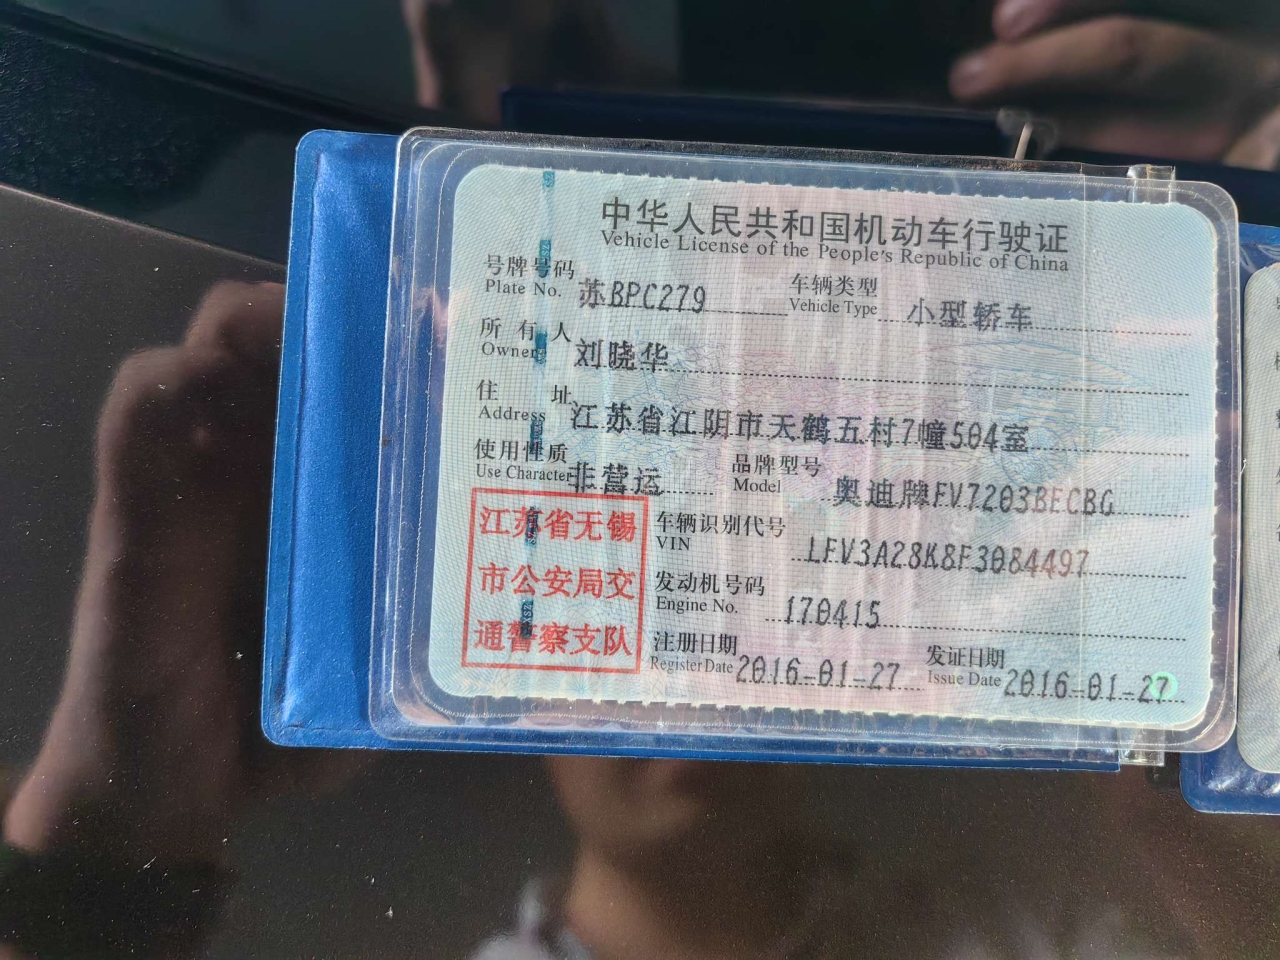 中华人民共和国机动车行驶证
Vehicle License of the People's Republic of China
号牌号码 苏BPC279 车辆类型 小型轿车
Plate No. Vehicle Type
所有人 刘晓华
Owner
住址 江苏省江阴市天鹤五村7幢504室
Address
使用性质 非营运 品牌型号 奥迪牌FV7203BECBG
Use Character Model
江苏省无锡
市公安局交
通警察支队
车辆识别代号 LFV3A28K8F3084497
VIN
发动机号码 170415
Engine No.
注册日期 2016-01-27 发证日期 2016-01-27
Register Date Issue Date